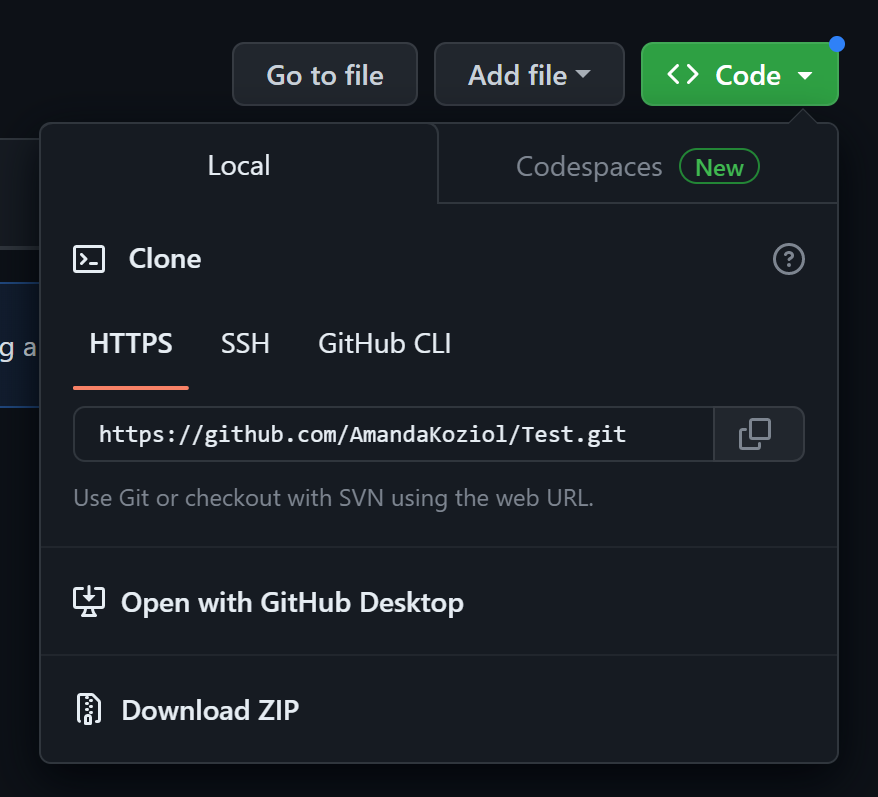 Go to file Add file Code
Local Codespaces New
Clone
HTTPS SSH GitHub CLI
g a
https://github.com/AmandaKoziol/Test.git
Use Git or checkout with SVN using the web URL.
Open with GitHub Desktop
Download ZIP